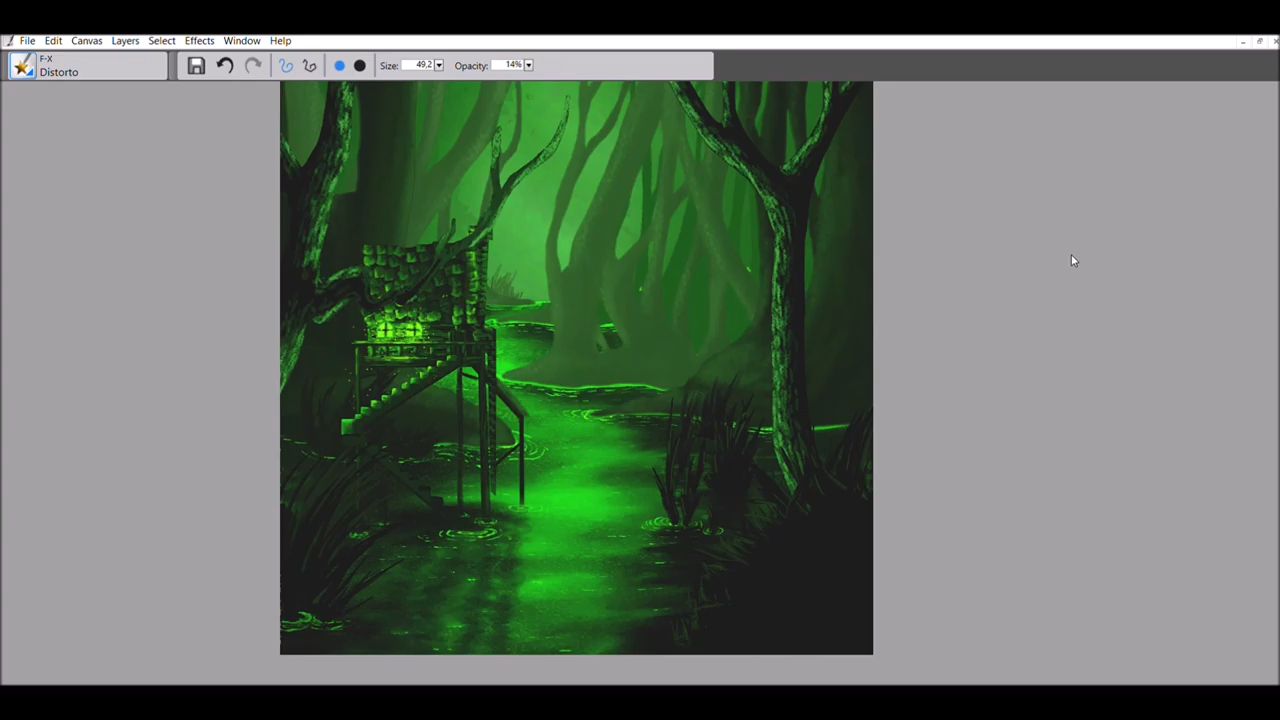 File Edit Canvas Layers Select Effects Window Help
F-X
Distorto
Size: 49,2 Opacity: 14%